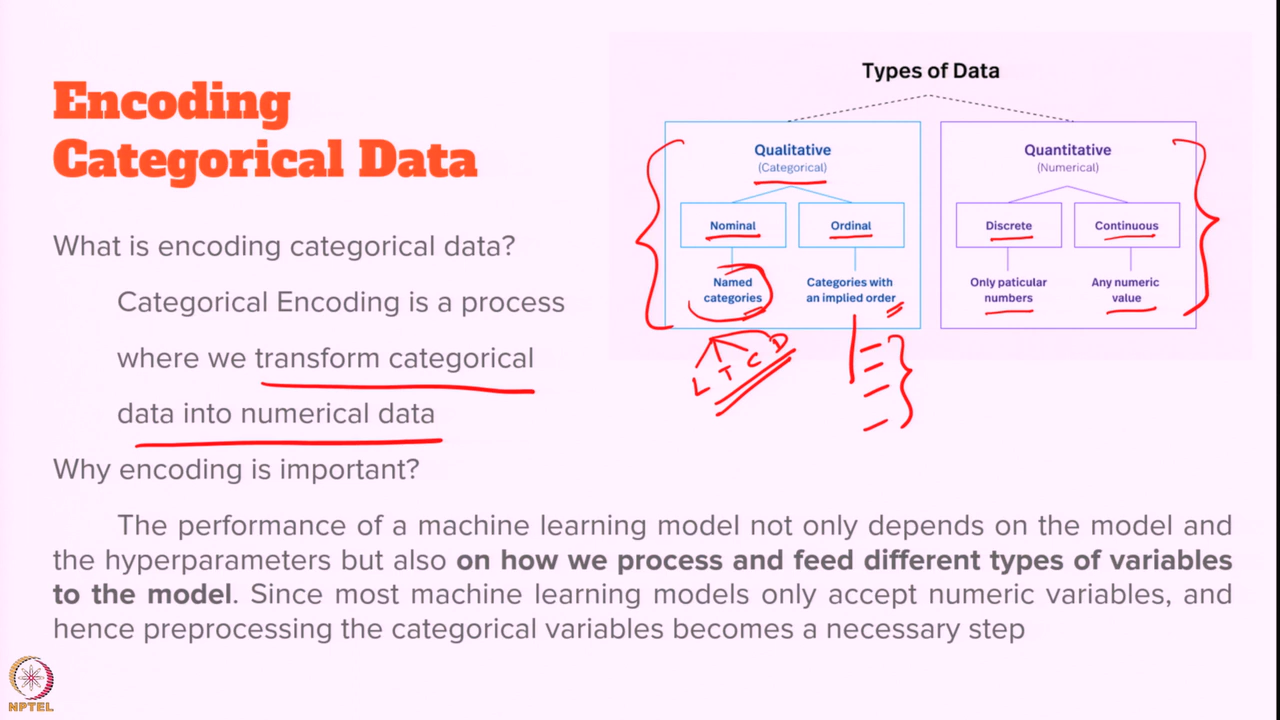 Encoding
Categorical Data
What is encoding categorical data?
Categorical Encoding is a process
where we transform categorical
data into numerical data
Why encoding is important?
The performance of a machine learning model not only depends on the model and
the hyperparameters but also on how we process and feed different types of variables
to the model. Since most machine learning models only accept numeric variables, and
hence preprocessing the categorical variables becomes a necessary step
Types of Data
Qualitative
(Categorical)
Nominal
Ordinal
Named
categories
Categories with
an implied order
L T C D
Quantitative
(Numerical)
Discrete
Continuous
Only paticular
numbers
Any numeric
value
NPTEL